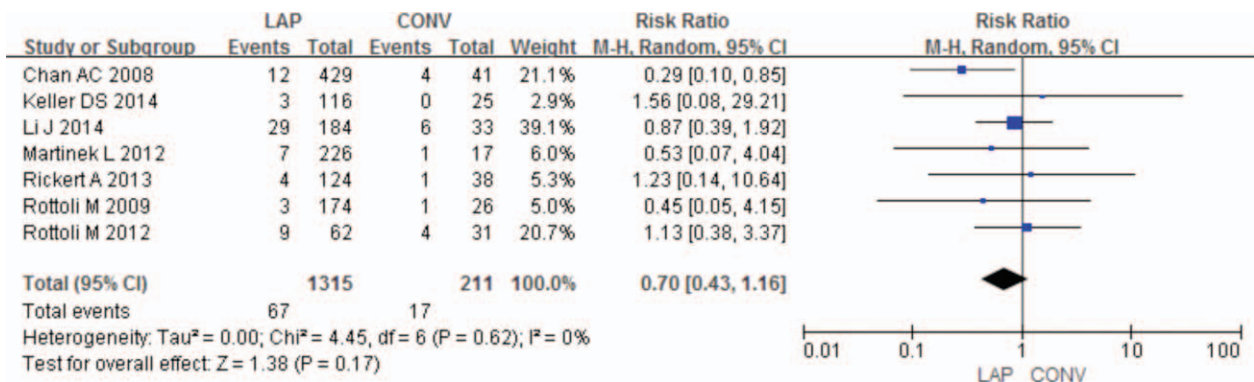 LAP CONV Risk Ratio Risk Ratio
Study or Subgroup Events Total Events Total Weight M-H, Random, 95% CI M-H, Random, 95% CI
Chan AC 2008 12 429 4 41 21.1% 0.29 [0.10, 0.85]
Keller DS 2014 3 116 0 25 2.9% 1.56 [0.08, 29.21]
Li J 2014 29 184 6 33 39.1% 0.87 [0.39, 1.92]
Martinek L 2012 7 226 1 17 6.0% 0.53 [0.07, 4.04]
Rickert A 2013 4 124 1 38 5.3% 1.23 [0.14, 10.64]
Rottoli M 2009 3 174 1 26 5.0% 0.45 [0.05, 4.15]
Rottoli M 2012 9 62 4 31 20.7% 1.13 [0.38, 3.37]
Total (95% CI) 1315 211 100.0% 0.70 [0.43, 1.16]
Total events 67 17
Heterogeneity: Tau² = 0.00; Chi² = 4.45, df = 6 (P = 0.62); I² = 0%
Test for overall effect: Z = 1.38 (P = 0.17)
0.01 0.1 1 10 100
LAP CONV